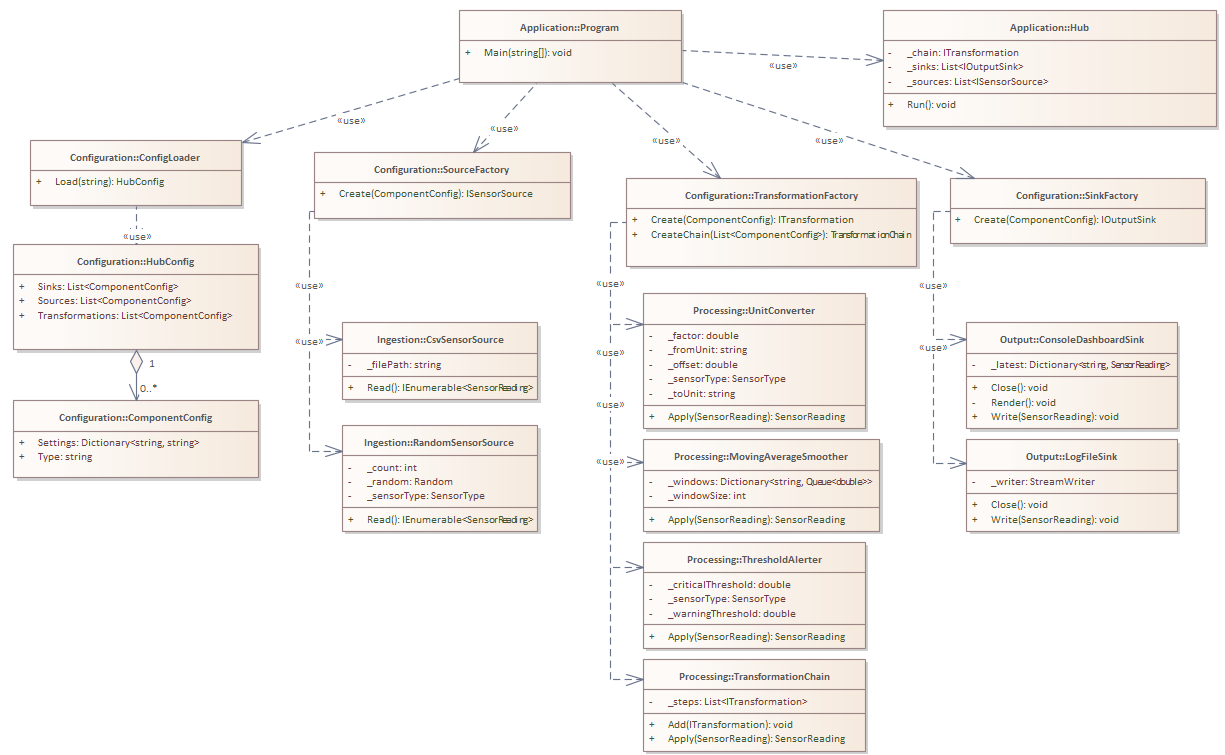 Application::Program
+ Main(string[]): void
Application::Hub
- _chain: ITransformation
- _sinks: List<IOutputSink>
- _sources: List<ISensorSource>
+ Run(): void
«use»
«use»
«use»
«use»
«use»
Configuration::ConfigLoader
+ Load(string): HubConfig
Configuration::SourceFactory
+ Create(ComponentConfig): ISensorSource
Configuration::TransformationFactory
+ Create(ComponentConfig): ITransformation
+ CreateChain(List<ComponentConfig>): TransformationChain
Configuration::SinkFactory
+ Create(ComponentConfig): IOutputSink
«use»
Configuration::HubConfig
+ Sinks: List<ComponentConfig>
+ Sources: List<ComponentConfig>
+ Transformations: List<ComponentConfig>
1
0..*
Configuration::ComponentConfig
+ Settings: Dictionary<string, string>
+ Type: string
«use»
«use»
Ingestion::CsvSensorSource
- _filePath: string
+ Read(): IEnumerable<SensorReading>
Ingestion::RandomSensorSource
- _count: int
- _random: Random
- _sensorType: SensorType
+ Read(): IEnumerable<SensorReading>
«use»
«use»
«use»
«use»
Processing::UnitConverter
- _factor: double
- _fromUnit: string
- _offset: double
- _sensorType: SensorType
- _toUnit: string
+ Apply(SensorReading): SensorReading
Processing::MovingAverageSmoother
- _windows: Dictionary<string, Queue<double>>
- _windowSize: int
+ Apply(SensorReading): SensorReading
Processing::ThresholdAlerter
- _criticalThreshold: double
- _sensorType: SensorType
- _warningThreshold: double
+ Apply(SensorReading): SensorReading
Processing::TransformationChain
- _steps: List<ITransformation>
+ Add(ITransformation): void
+ Apply(SensorReading): SensorReading
«use»
«use»
Output::ConsoleDashboardSink
- _latest: Dictionary<string, SensorReading>
+ Close(): void
- Render(): void
+ Write(SensorReading): void
Output::LogFileSink
- _writer: StreamWriter
+ Close(): void
+ Write(SensorReading): void